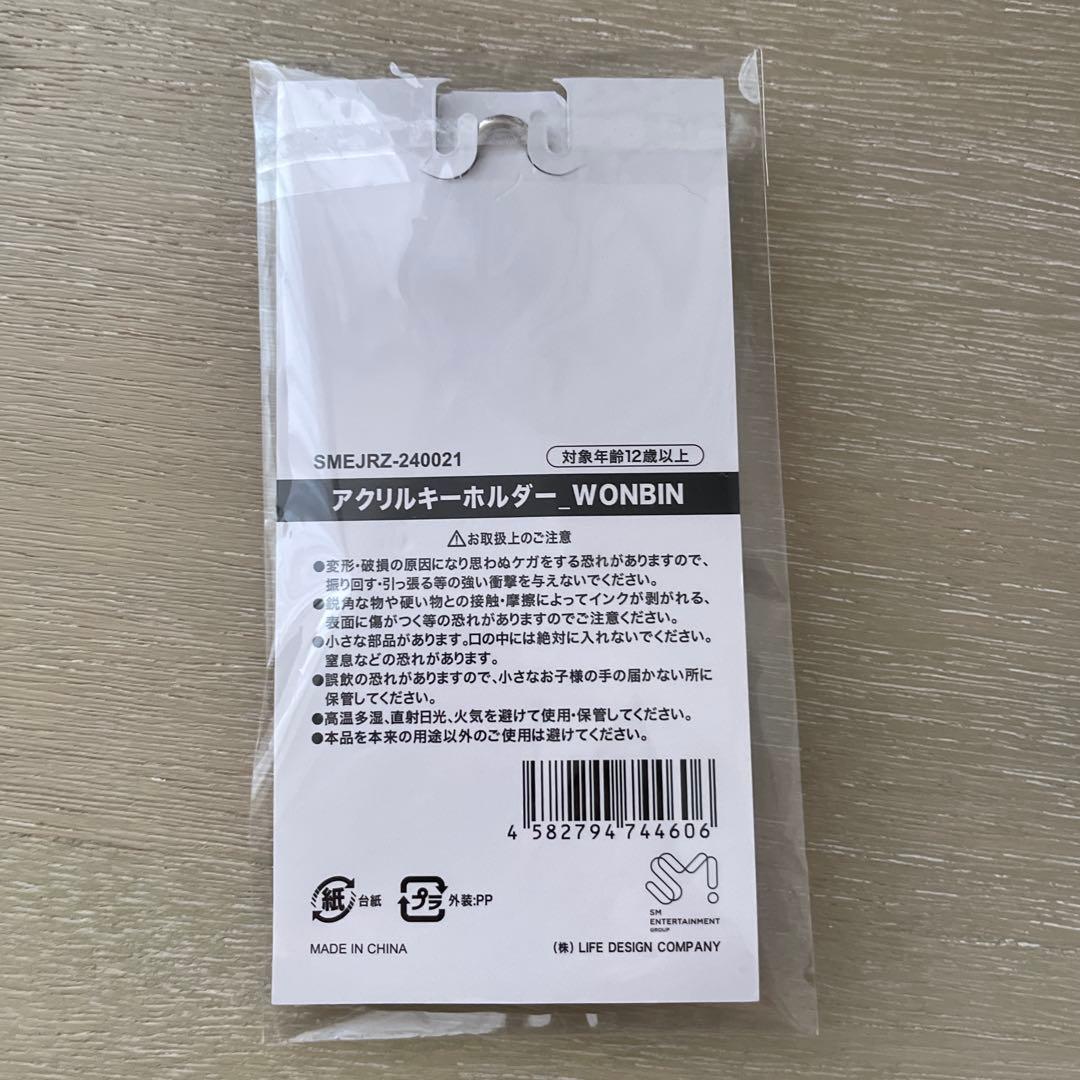 SMEJRZ-240021 対象年齢12歳以上
アクリルキーホルダー_WONBIN
⚠お取扱上のご注意
●変形・破損の原因になり思わぬケガをする恐れがありますので、
振り回す・引っ張る等の強い衝撃を与えないでください。
●鋭角な物や硬い物との接触・摩擦によってインクが剥がれる、
表面に傷がつく等の恐れがありますのでご注意ください。
●小さな部品があります。口の中には絶対に入れないでください。
窒息などの恐れがあります。
●誤飲の恐れがありますので、小さなお子様の手の届かない所に
保管してください。
●高温多湿、直射日光、火気を避けて使用・保管してください。
●本品を本来の用途以外のご使用は避けてください。
4 582794 744606
紙 台紙 プラ 外装:PP
SM!
SM
ENTERTAINMENT
GROUP
MADE IN CHINA (株) LIFE DESIGN COMPANY